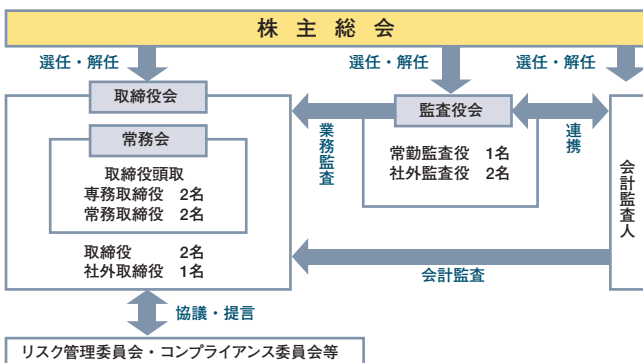 株主総会
選任・解任
選任・解任
選任・解任
取締役会
監査役会
常務会
業務監査
連携
取締役頭取
専務取締役 2名
常務取締役 2名
常勤監査役 1名
社外監査役 2名
会計監査人
取締役 2名
社外取締役 1名
会計監査
協議・提言
リスク管理委員会・コンプライアンス委員会等